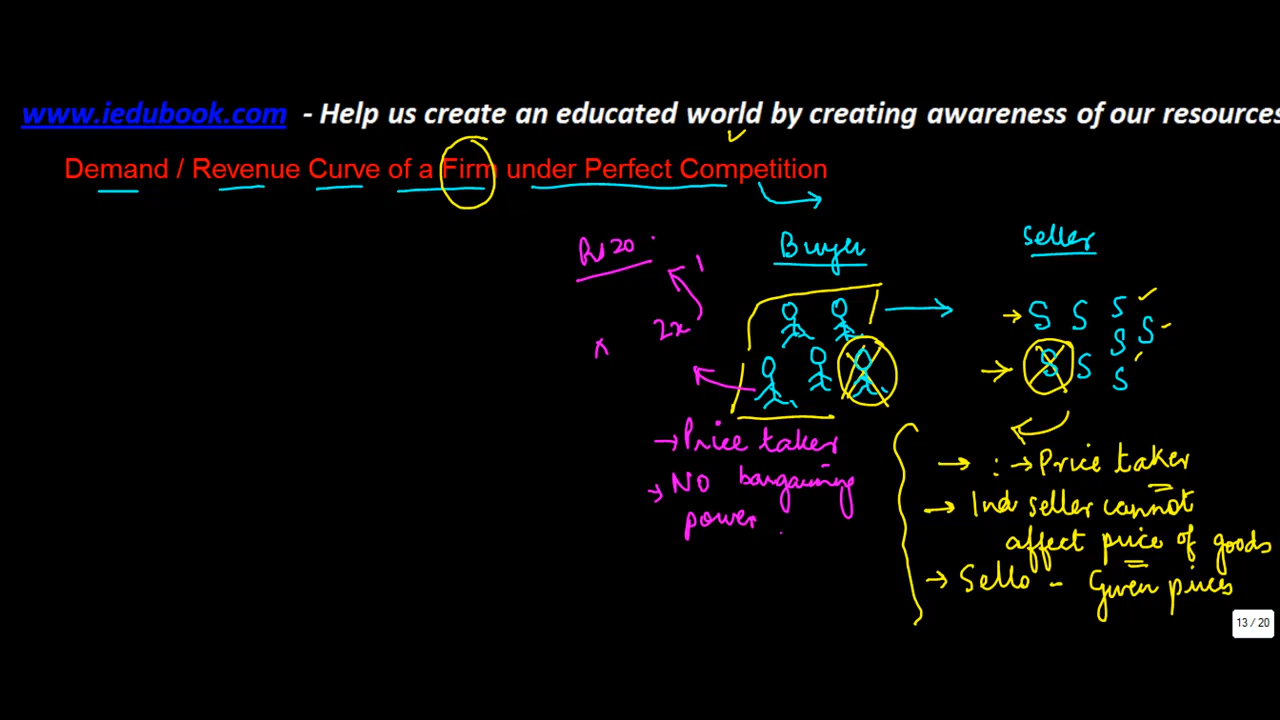 www.iedubook.com - Help us create an educated world by creating awareness of our resources
Demand / Revenue Curve of a Firm under Perfect Competition
Rs 20
Buyer
Seller
2x
S S S
S S
S S S
→ Price taker
→ No bargaining
power
→ : → Price taker
→ Ind seller cannot
affect price of goods
→ Sells - Given prices
13 / 20